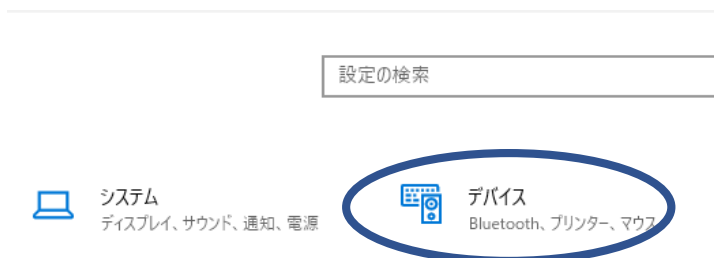 設定の検索
システム
ディスプレイ、サウンド、通知、電源
デバイス
Bluetooth、プリンター、マウス